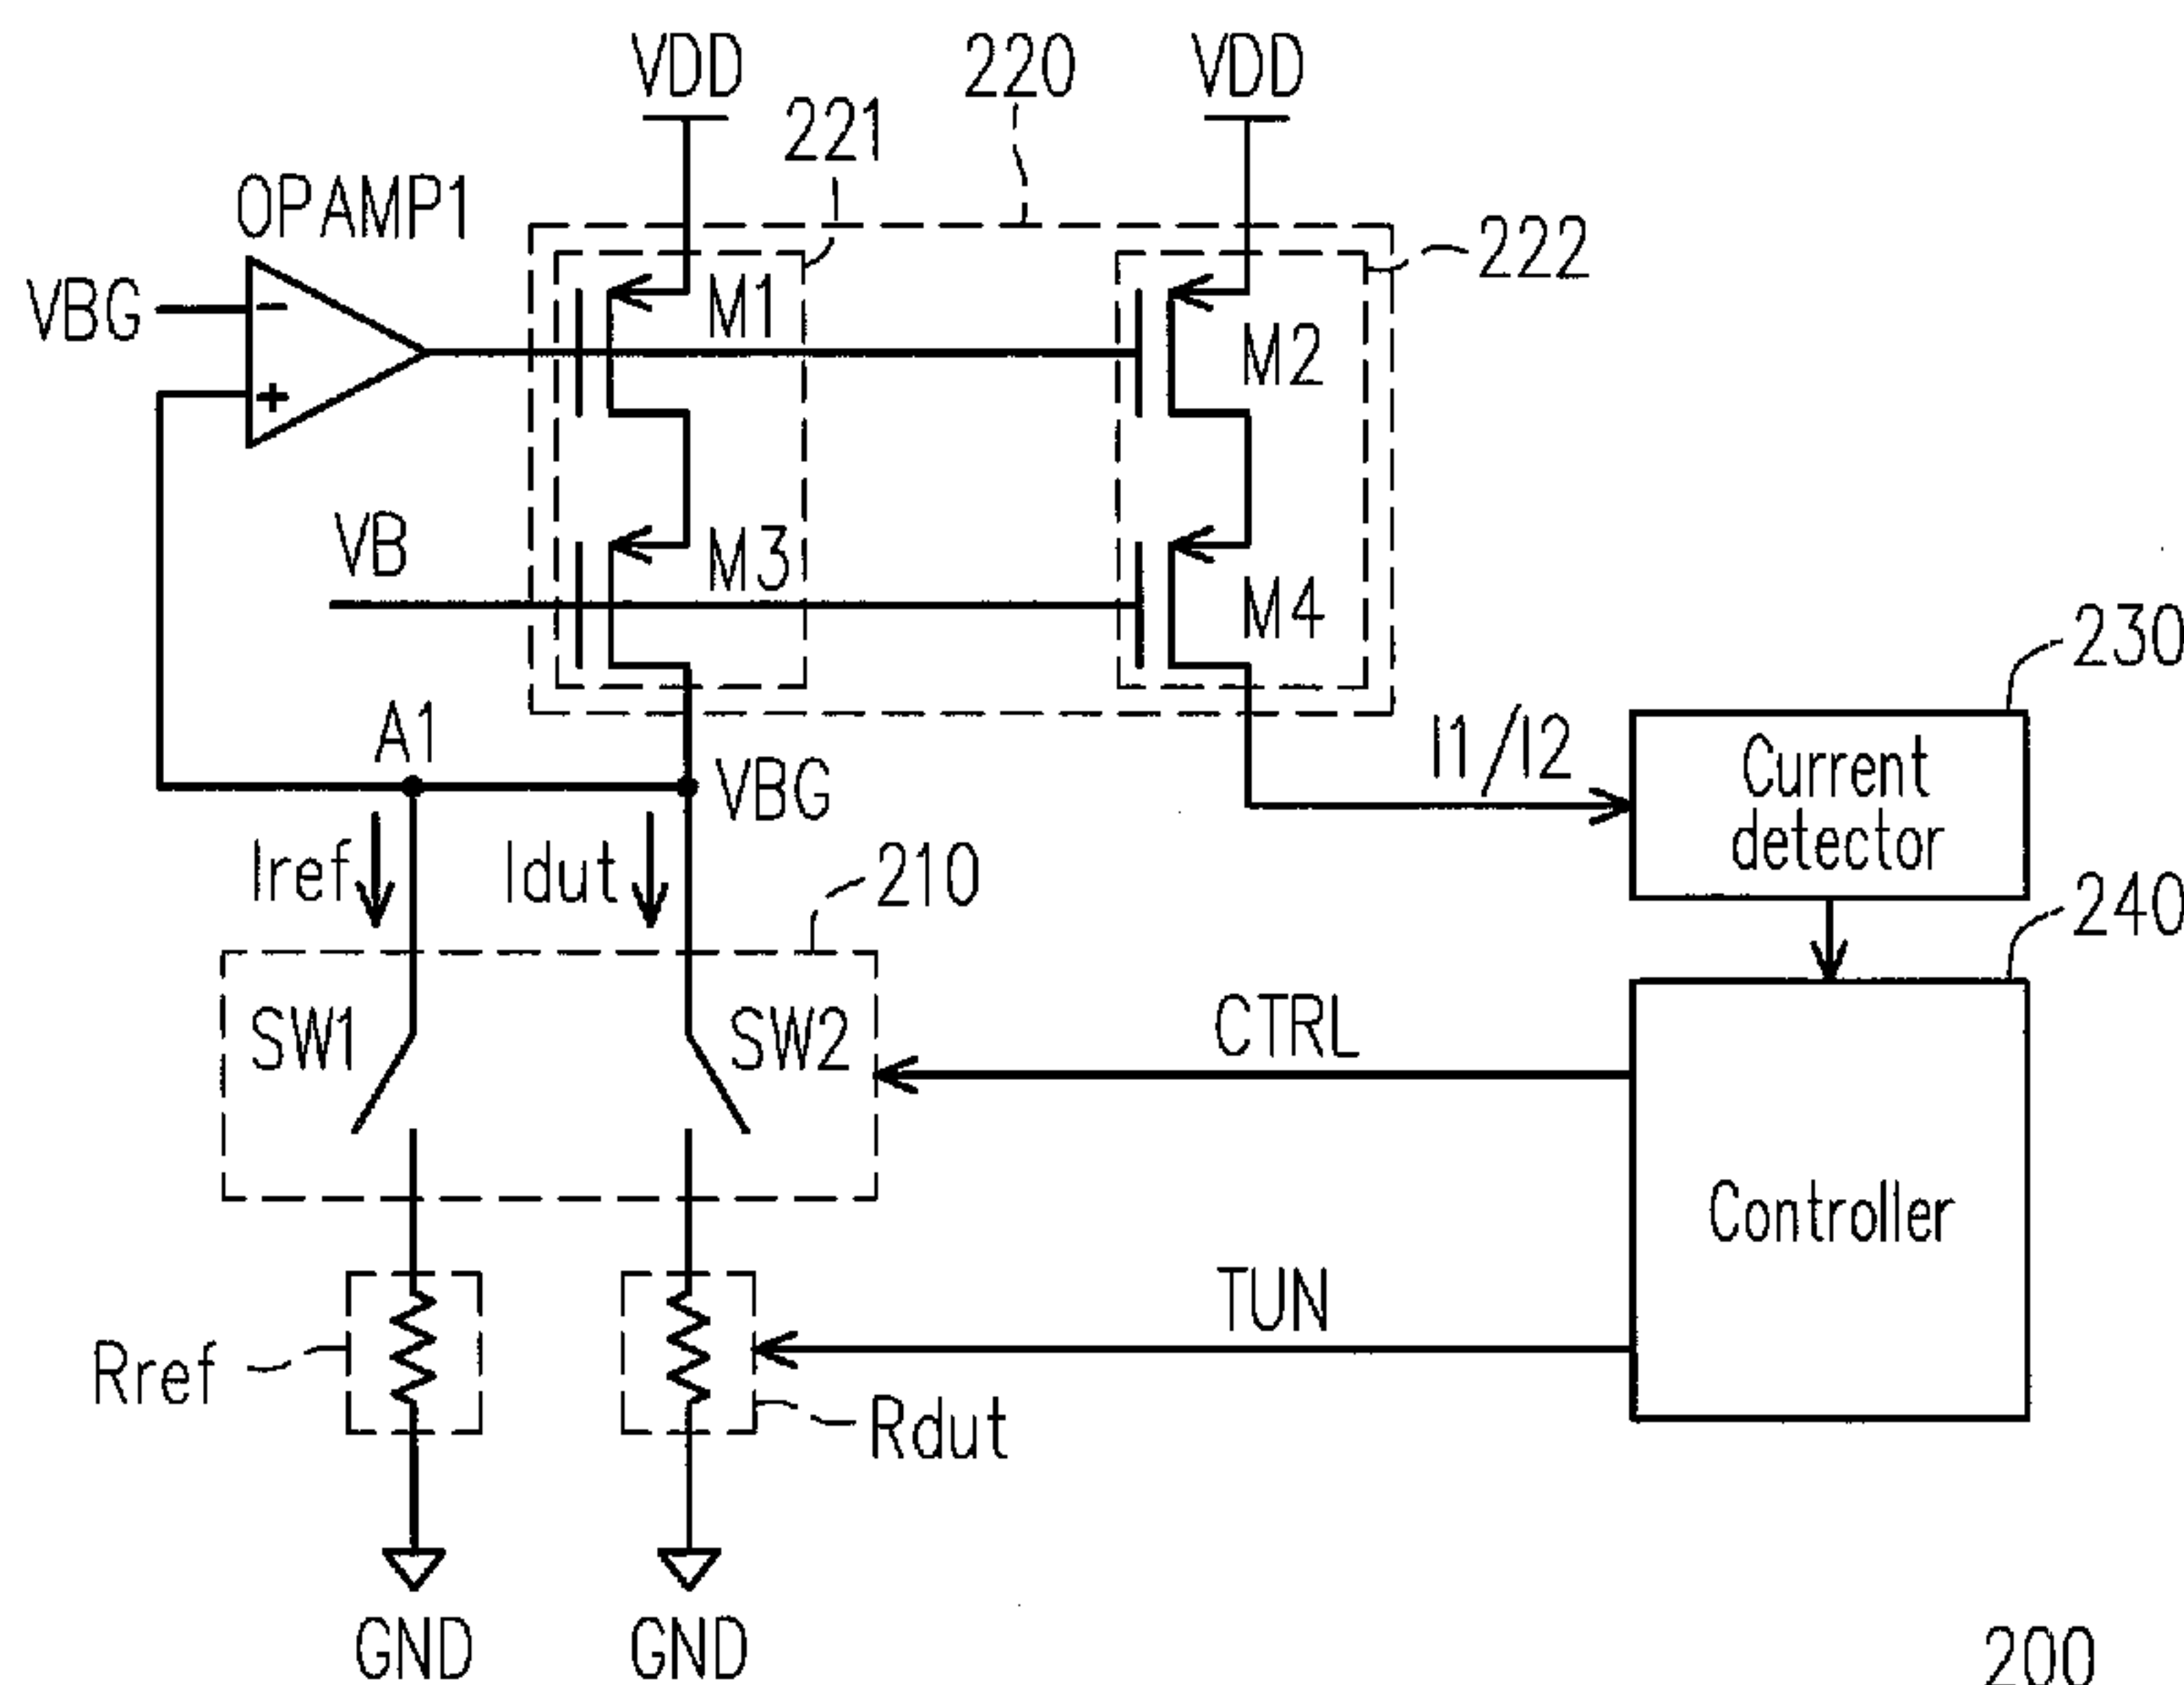 VDD
220
VDD
221
OPAMP1
222
VBG
-
M1
M2
+
VB
M3
M4
230
A1
I1/I2
Current
detector
VBG
Iref
Idut
210
240
SW1
SW2
CTRL
Controller
TUN
Rref
Rdut
GND
GND
200